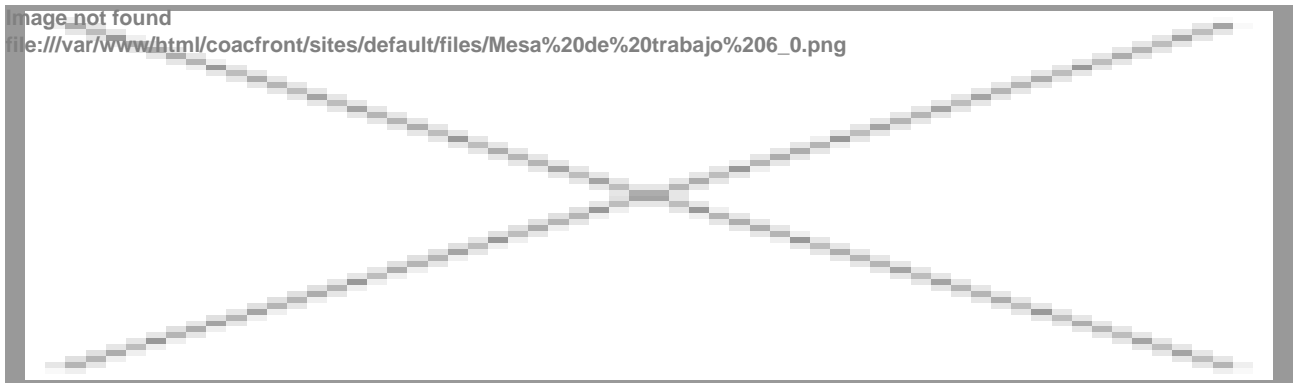 Image not found
file:///var/www/html/coacfront/sites/default/files/Mesa%20de%20trabajo%206_0.png